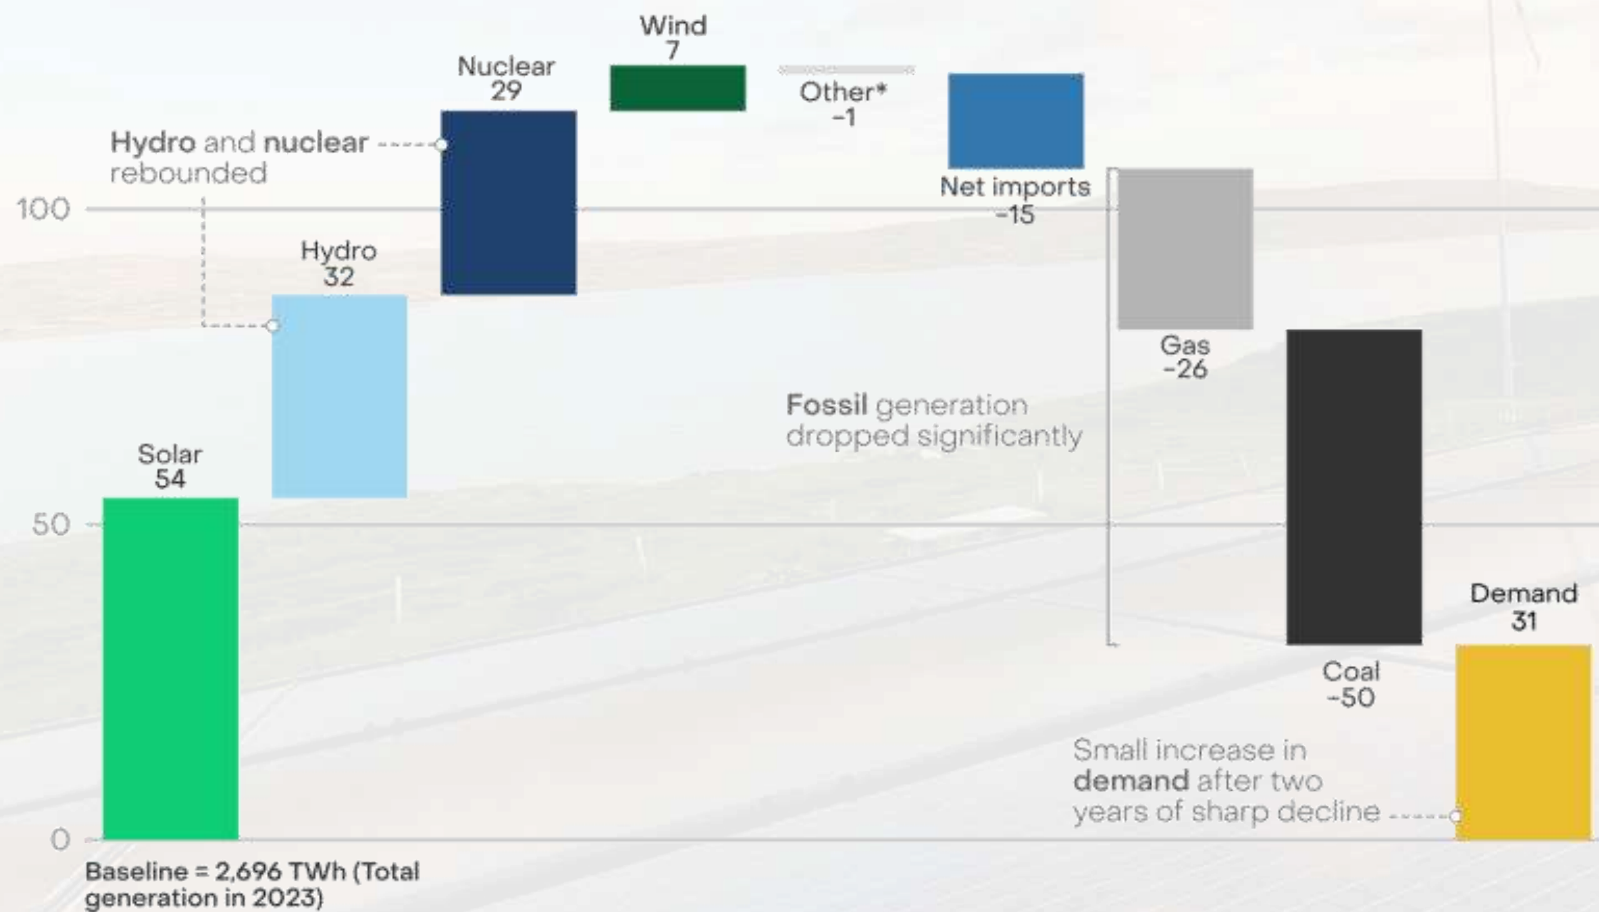 Wind
7
Nuclear
29
Other*
-1
Hydro and nuclear
rebounded
Net imports
-15
100
Hydro
32
Gas
-26
Fossil generation
dropped significantly
Solar
54
50
Demand
31
Coal
-50
Small increase in
demand after two
years of sharp decline
0
Baseline = 2,696 TWh (Total
generation in 2023)